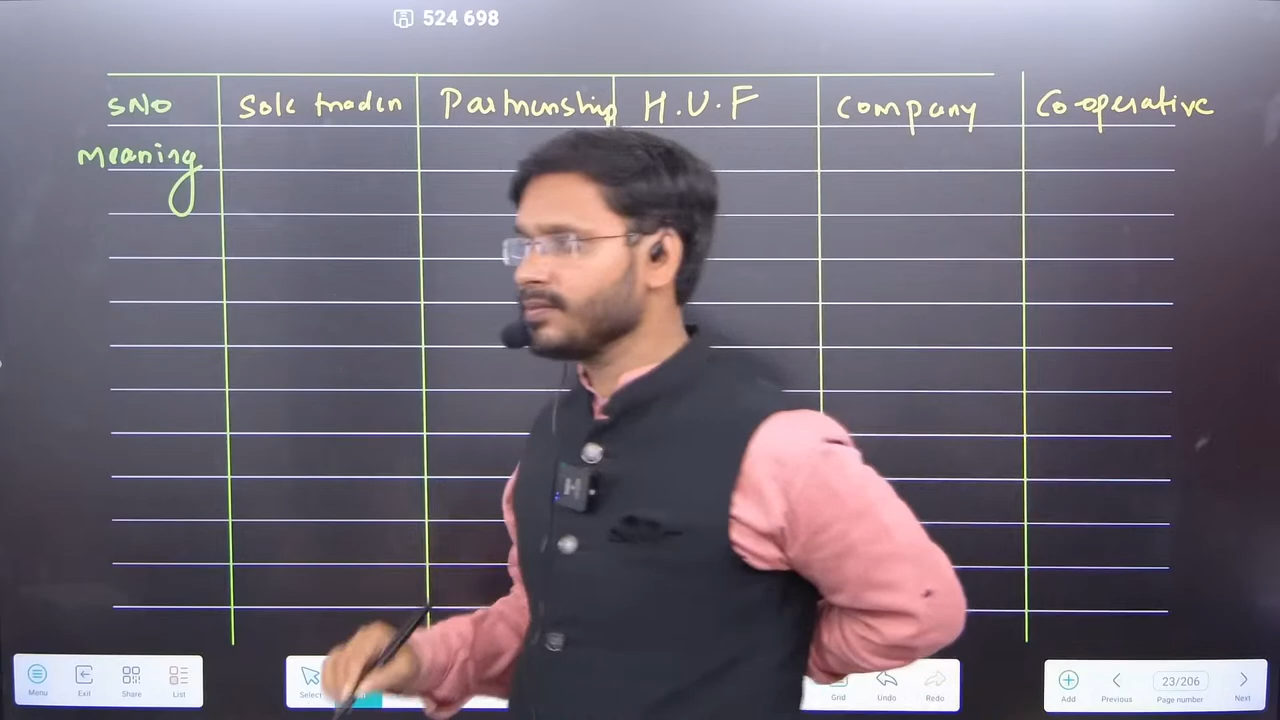 524 698
SNO Sole trader Partnership H.U.F Company Co-operative
Meaning
H
Menu Exit Share List Select Grid Undo Redo Add Previous 23/206 Page number Next